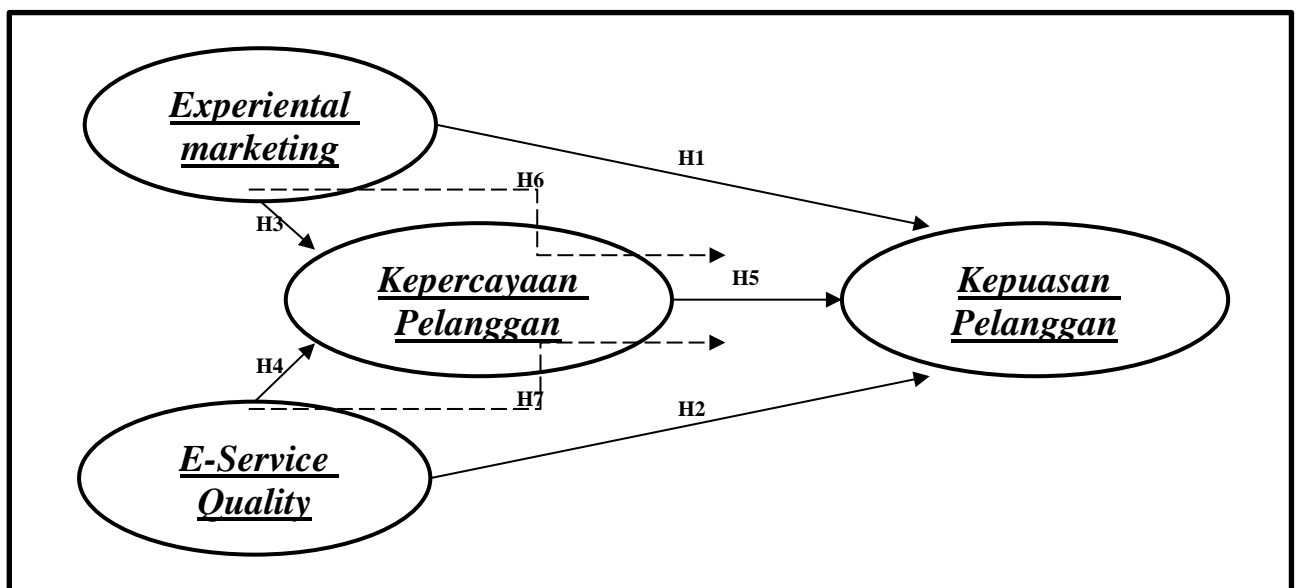 Experiental
marketing
H1
H6
H3
Kepercayaan
Pelanggan
H5
Kepuasan
Pelanggan
H4
H7
H2
E-Service
Quality